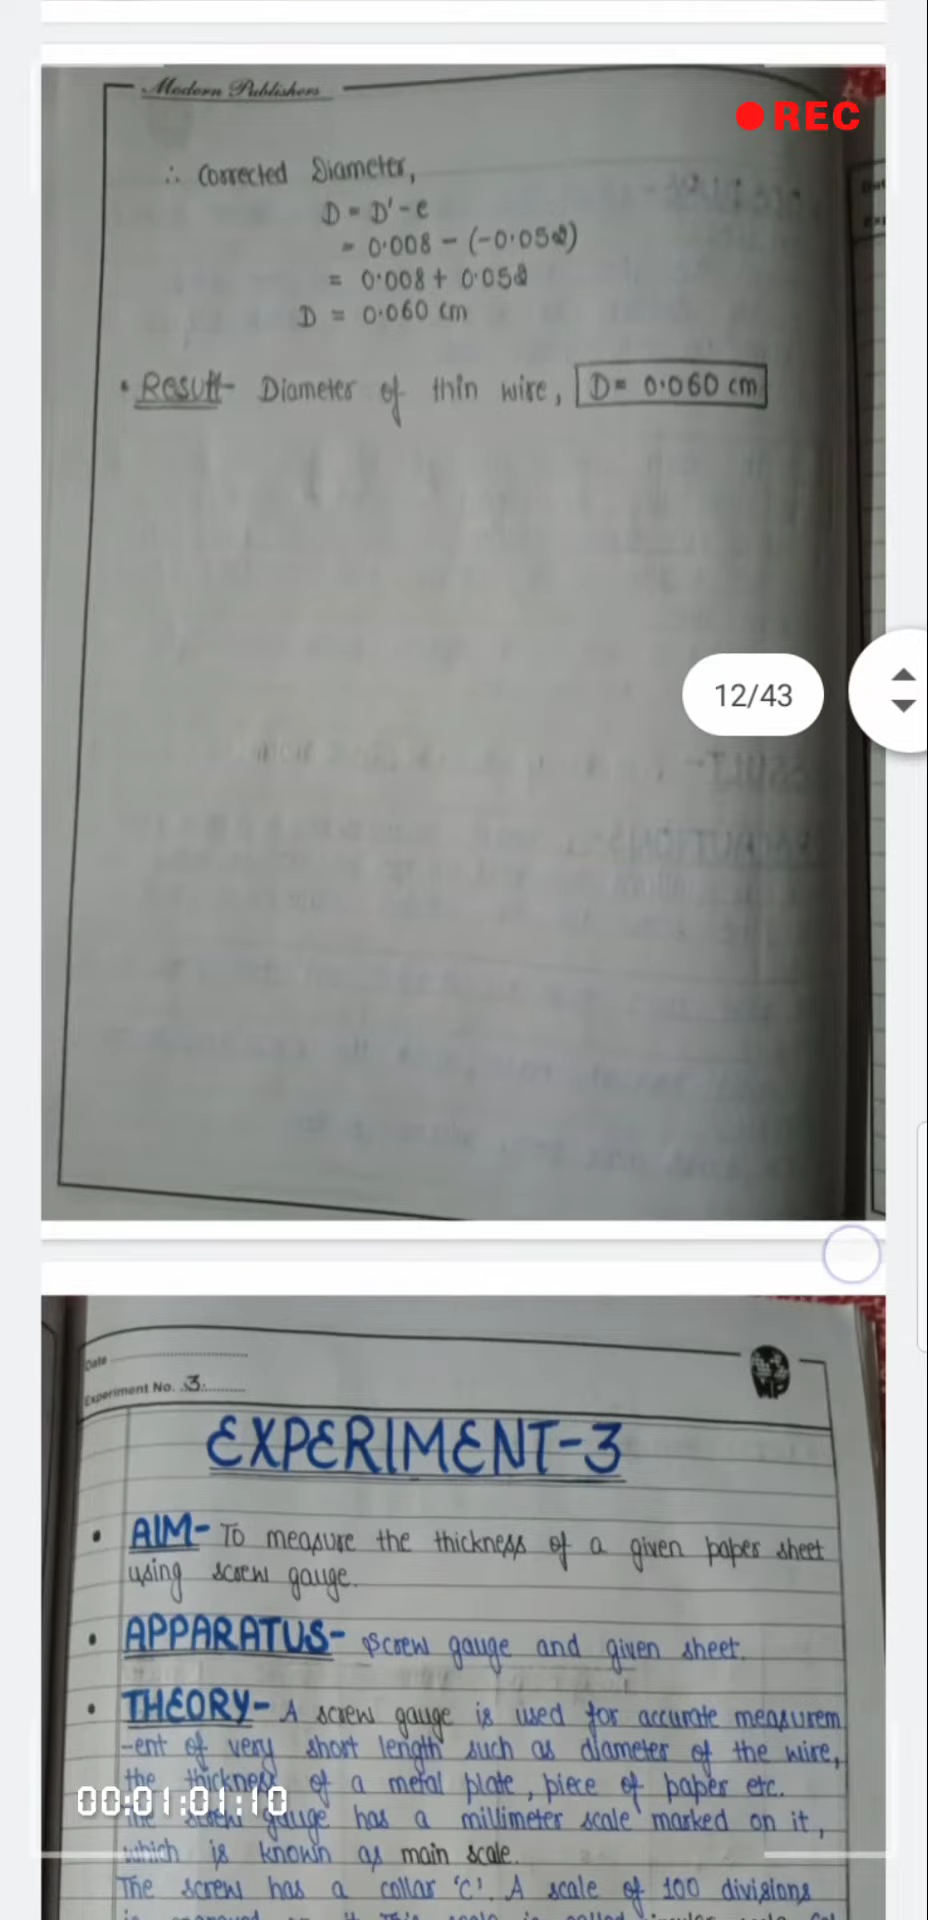 Modern Publishers
REC
∴ Corrected Diameter,
D = D' - e
= 0.008 - (-0.052)
= 0.008 + 0.052
D = 0.060 cm
• Result- Diameter of thin wire, D = 0.060 cm
12/43
Date
Experiment No. 3.
MP
EXPERIMENT-3
• AIM- To measure the thickness of a given paper sheet
using screw gauge.
• APPARATUS- Screw gauge and given sheet.
• THEORY- A screw gauge is used for accurate measurem
-ent of very short length such as diameter of the wire,
the thickness of a metal plate, piece of paper etc.
00:01:01:10
The screw gauge has a millimeter scale marked on it,
which is known as main scale.
The screw has a collar 'C'. A scale of 100 divisions